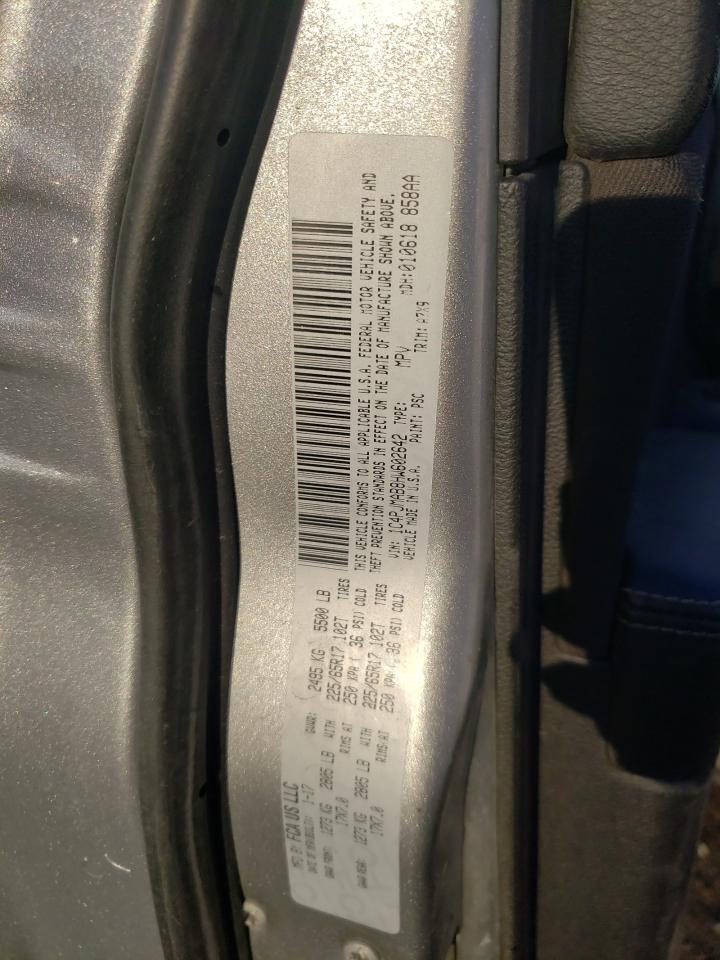 MFD BY: FCA US LLC
DATE OF MFR: 1-17 GVWR: 2495 KG 5500 LB
GAWR FRONT: 1273 KG 2805 LB WITH 225/65R17 102T TIRES
17X7.0 RIMS AT 250 KPA ( 36 PSI) COLD
GAWR REAR: 1273 KG 2805 LB WITH 225/65R17 102T TIRES
17X7.0 RIMS AT 250 KPA ( 36 PSI) COLD
THIS VEHICLE CONFORMS TO ALL APPLICABLE U.S.A. FEDERAL MOTOR VEHICLE SAFETY AND
THEFT PREVENTION STANDARDS IN EFFECT ON THE DATE OF MANUFACTURE SHOWN ABOVE.
VIN: 1C4PJMAB8HW602642 TYPE: MPV MDH:010618 858AA
VEHICLE MADE IN U.S.A. PAINT: PSC TRIM: A7X9